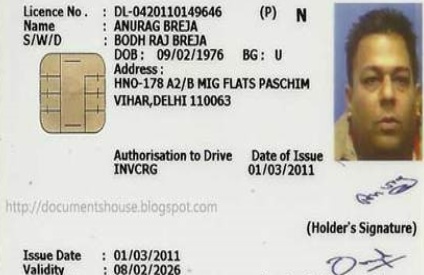 Licence No. : DL-0420110149646 (P) N
Name : ANURAG BREJA
S/W/D : BODH RAJ BREJA
DOB: 09/02/1976 BG: U
Address :
HNO-178 A2/B MIG FLATS PASCHIM
VIHAR,DELHI 110063
Authorisation to Drive Date of Issue
INVCRG 01/03/2011
http://documentshouse.blogspot.com
(Holder's Signature)
Issue Date : 01/03/2011
Validity : 08/02/2026